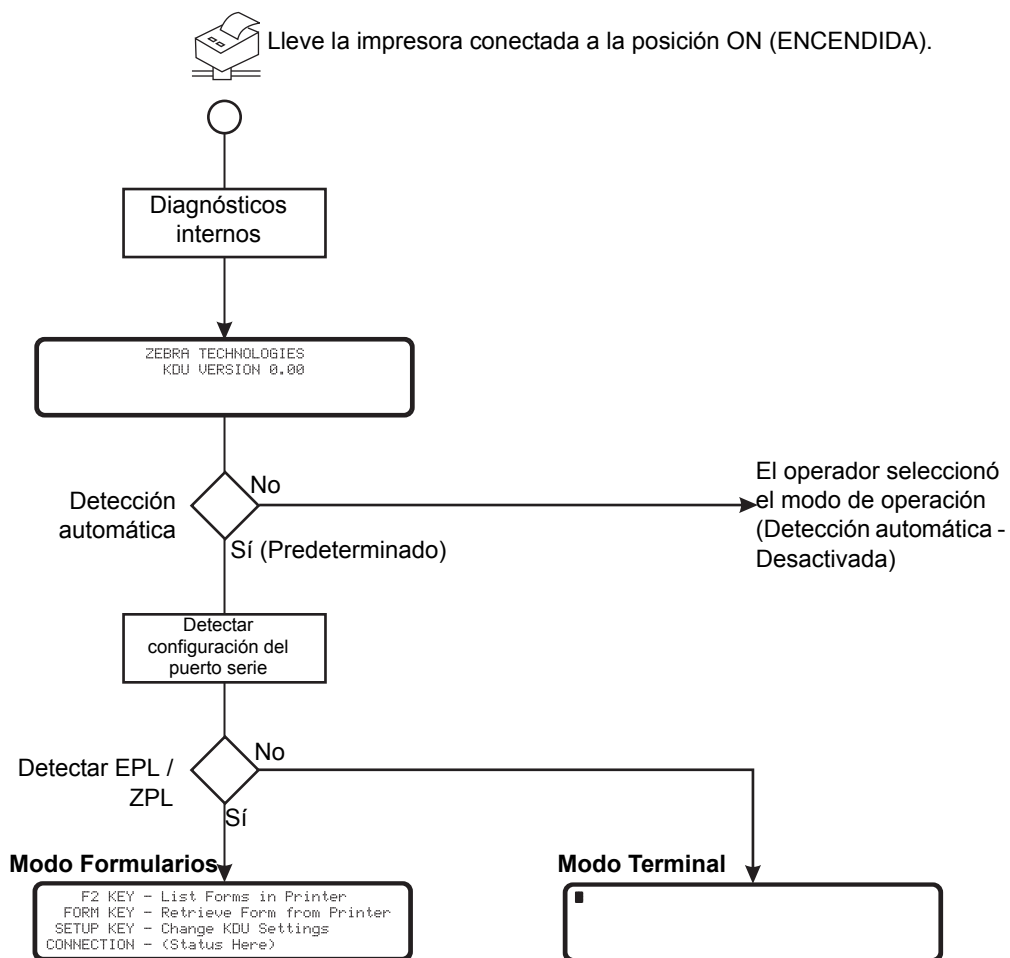 Lleve la impresora conectada a la posición ON (ENCENDIDA).
Diagnósticos
internos
ZEBRA TECHNOLOGIES
KDU VERSION 0.00
Detección
automática
No
El operador seleccionó
el modo de operación
(Detección automática -
Desactivada)
Sí (Predeterminado)
Detectar
configuración del
puerto serie
Detectar EPL /
ZPL
No
Sí
Modo Formularios
F2 KEY - List Forms in Printer
FORM KEY - Retrieve Form from Printer
SETUP KEY - Change KDU Settings
CONNECTION - (Status Here)
Modo Terminal